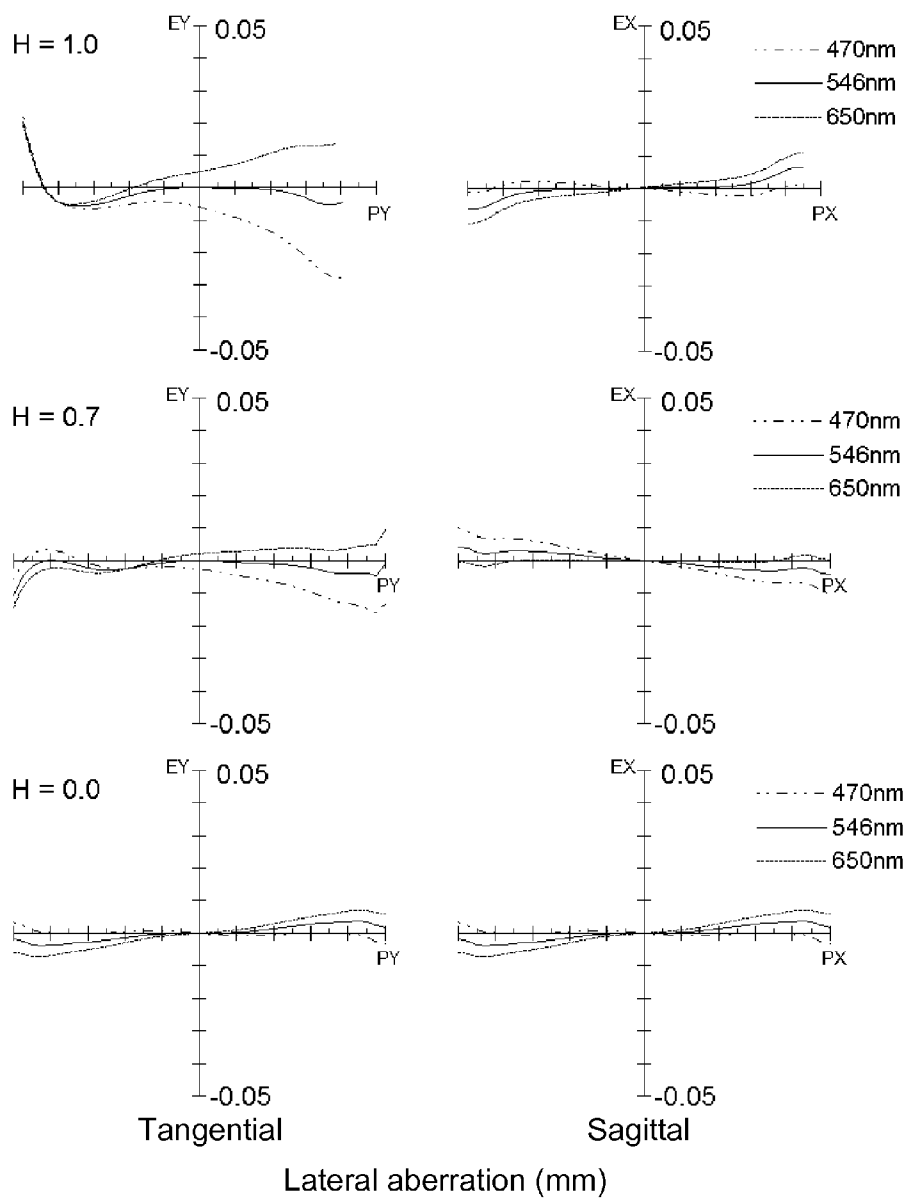 H = 1.0
EY
0.05
PY
-0.05
EX
0.05
470nm
546nm
650nm
PX
-0.05
H = 0.7
EY
0.05
PY
-0.05
EX
0.05
470nm
546nm
650nm
PX
-0.05
H = 0.0
EY
0.05
PY
-0.05
EX
0.05
470nm
546nm
650nm
PX
-0.05
Tangential
Sagittal
Lateral aberration (mm)